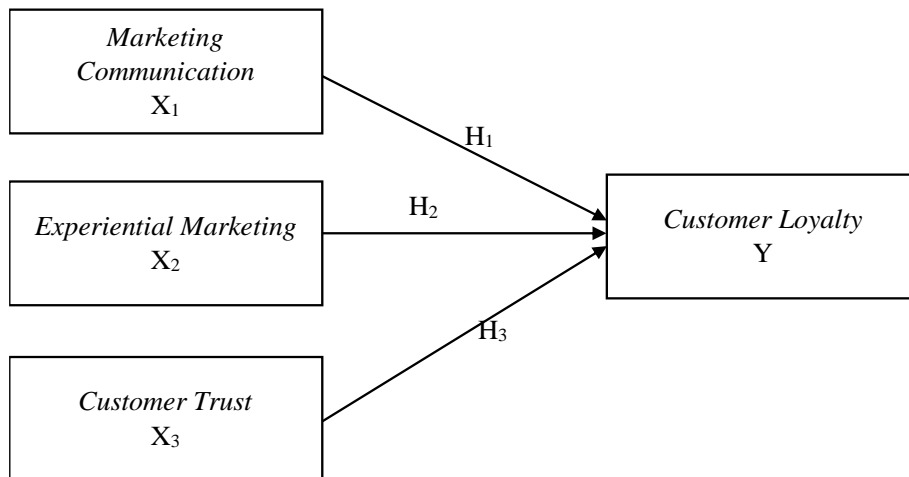 Marketing
Communication
X₁
H₁
Experiential Marketing
X₂
H₂
Customer Loyalty
Y
H₃
Customer Trust
X₃